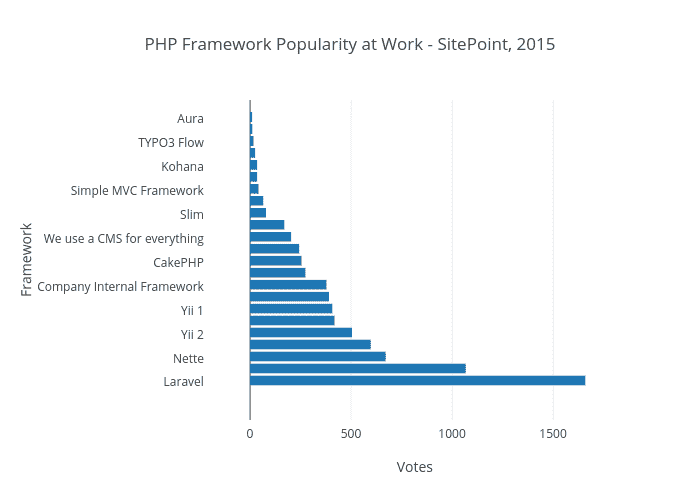 PHP Framework Popularity at Work - SitePoint, 2015
Aura
TYPO3 Flow
Kohana
Simple MVC Framework
Slim
We use a CMS for everything
CakePHP
Company Internal Framework
Yii 1
Yii 2
Nette
Laravel
Framework
0 500 1000 1500
Votes